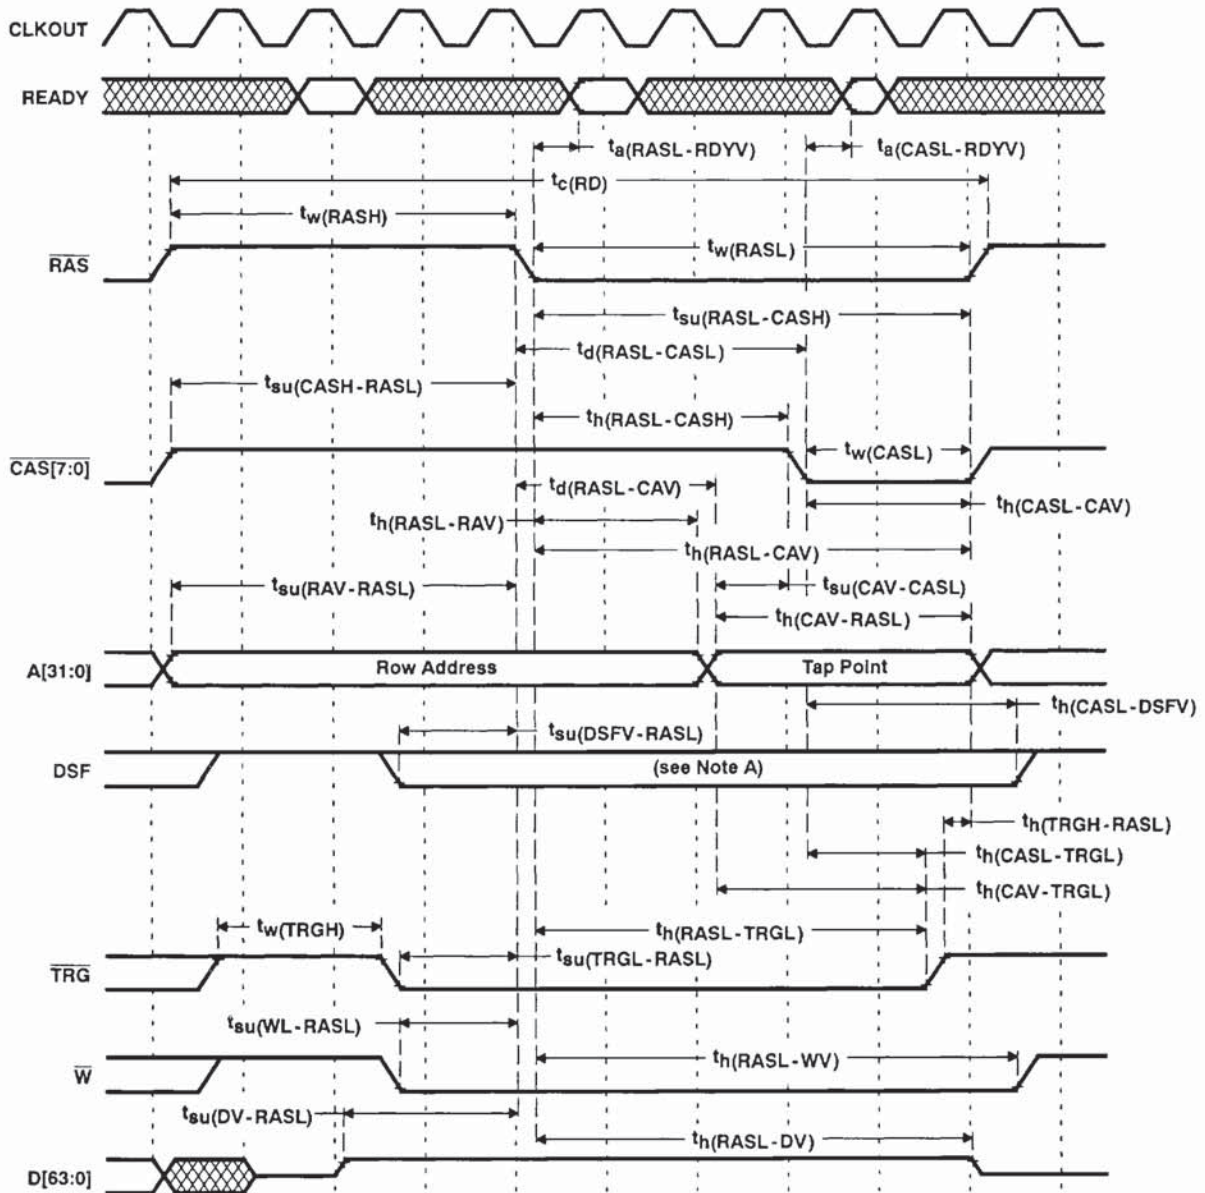 CLKOUT
READY
ta(RASL-RDYV)
ta(CASL-RDYV)
tc(RD)
tw(RASH)
RAS
tw(RASL)
tsu(RASL-CASH)
td(RASL-CASL)
tsu(CASH-RASL)
th(RASL-CASH)
CAS[7:0]
tw(CASL)
td(RASL-CAV)
th(CASL-CAV)
th(RASL-RAV)
th(RASL-CAV)
tsu(RAV-RASL)
tsu(CAV-CASL)
th(CAV-RASL)
A[31:0]
Row Address
Tap Point
th(CASL-DSFV)
tsu(DSFV-RASL)
DSF
(see Note A)
th(TRGH-RASL)
th(CASL-TRGL)
th(CAV-TRGL)
tw(TRGH)
th(RASL-TRGL)
TRG
tsu(TRGL-RASL)
tsu(WL-RASL)
W
th(RASL-WV)
tsu(DV-RASL)
th(RASL-DV)
D[63:0]